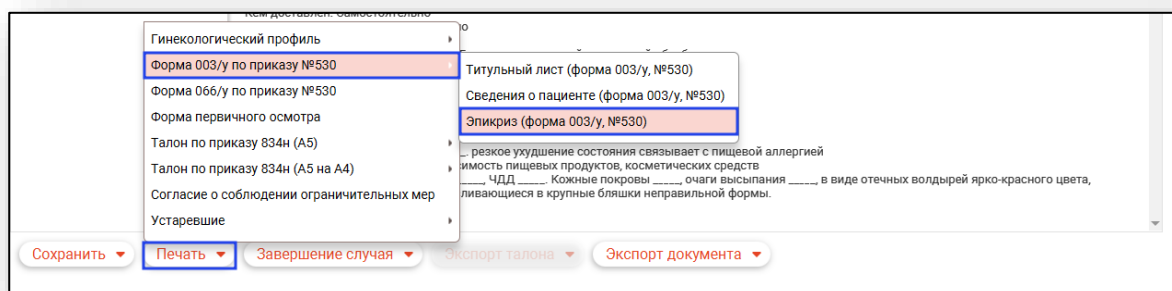 Кем доставлен: Самостоятельно
Гинекологический профиль
Форма 003/у по приказу №530
Форма 066/у по приказу №530
Форма первичного осмотра
Талон по приказу 834н (А5)
Талон по приказу 834н (А5 на А4)
Согласие о соблюдении ограничительных мер
Устаревшие
Титульный лист (форма 003/у, №530)
Сведения о пациенте (форма 003/у, №530)
Эпикриз (форма 003/у, №530)
резкое ухудшение состояния связывает с пищевой аллергией
пищевых продуктов, косметических средств
_____, ЧДД _____. Кожные покровы _____, очаги высыпания _____, в виде отечных волдырей ярко-красного цвета,
в крупные бляшки неправильной формы.
Сохранить Печать Завершение случая Экспорт талона Экспорт документа